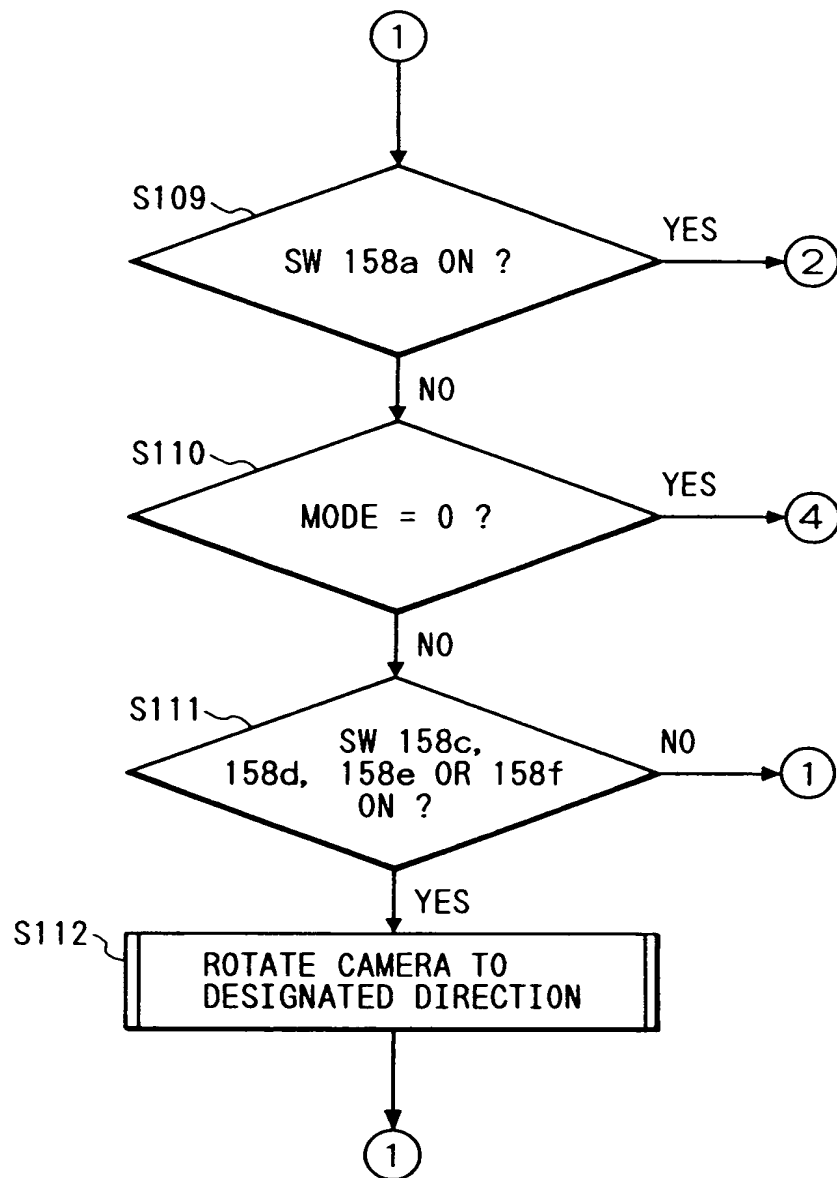 1
S109
SW 158a ON ?
YES
2
NO
S110
MODE = 0 ?
YES
4
NO
S111
SW 158c,
158d, 158e OR 158f
ON ?
NO
1
YES
S112
ROTATE CAMERA TO
DESIGNATED DIRECTION
1